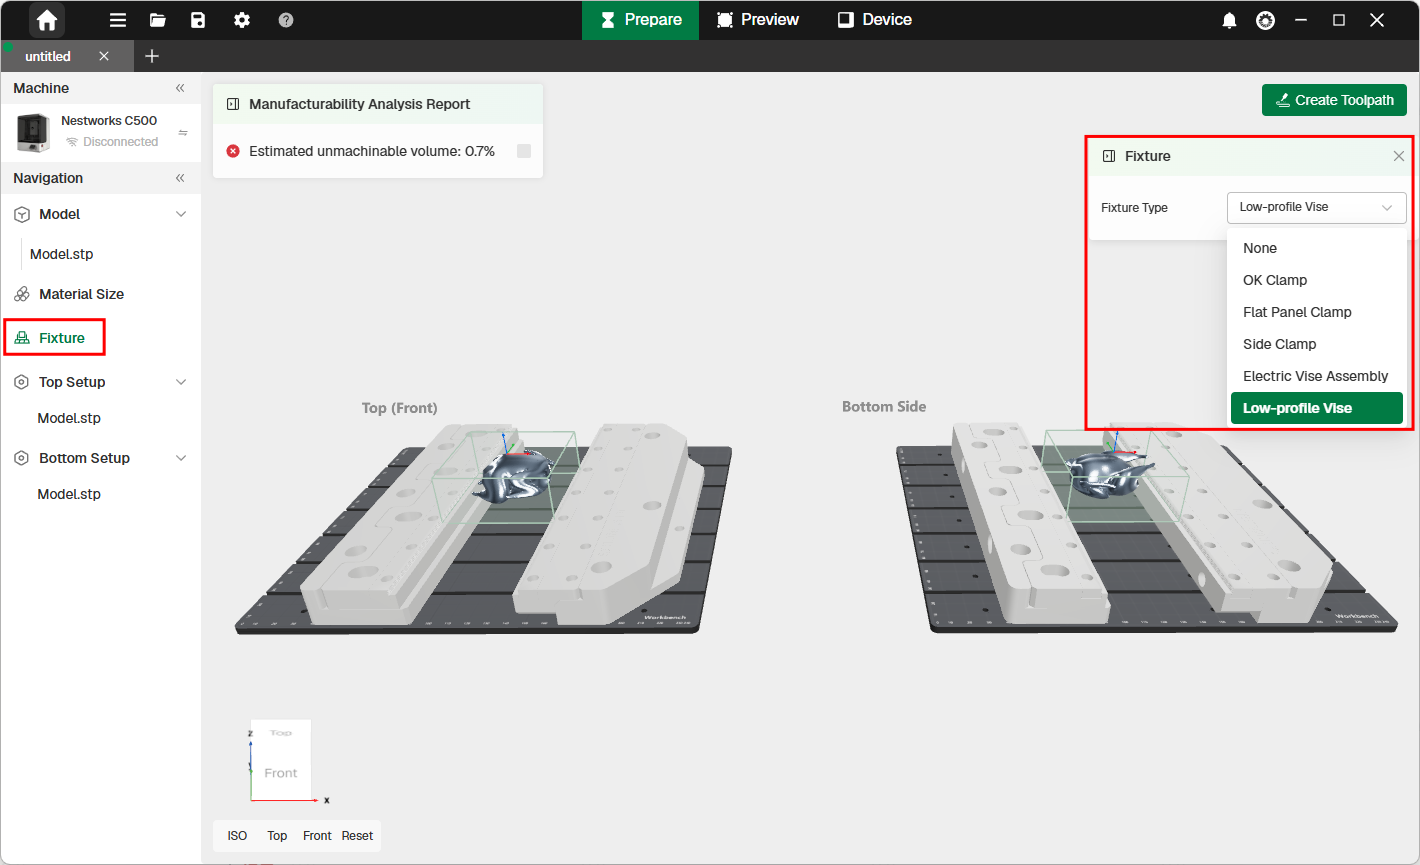 Prepare
Preview
Device
untitled
Machine
Nestworks C500
Disconnected
Navigation
Model
Model.stp
Material Size
Fixture
Top Setup
Model.stp
Bottom Setup
Model.stp
Manufacturability Analysis Report
Estimated unmachinable volume: 0.7%
Create Toolpath
Fixture
Fixture Type
Low-profile Vise
None
OK Clamp
Flat Panel Clamp
Side Clamp
Electric Vise Assembly
Low-profile Vise
Top (Front)
Bottom Side
Workbench
Workbench
Z
Top
Front
X
ISO
Top
Front
Reset